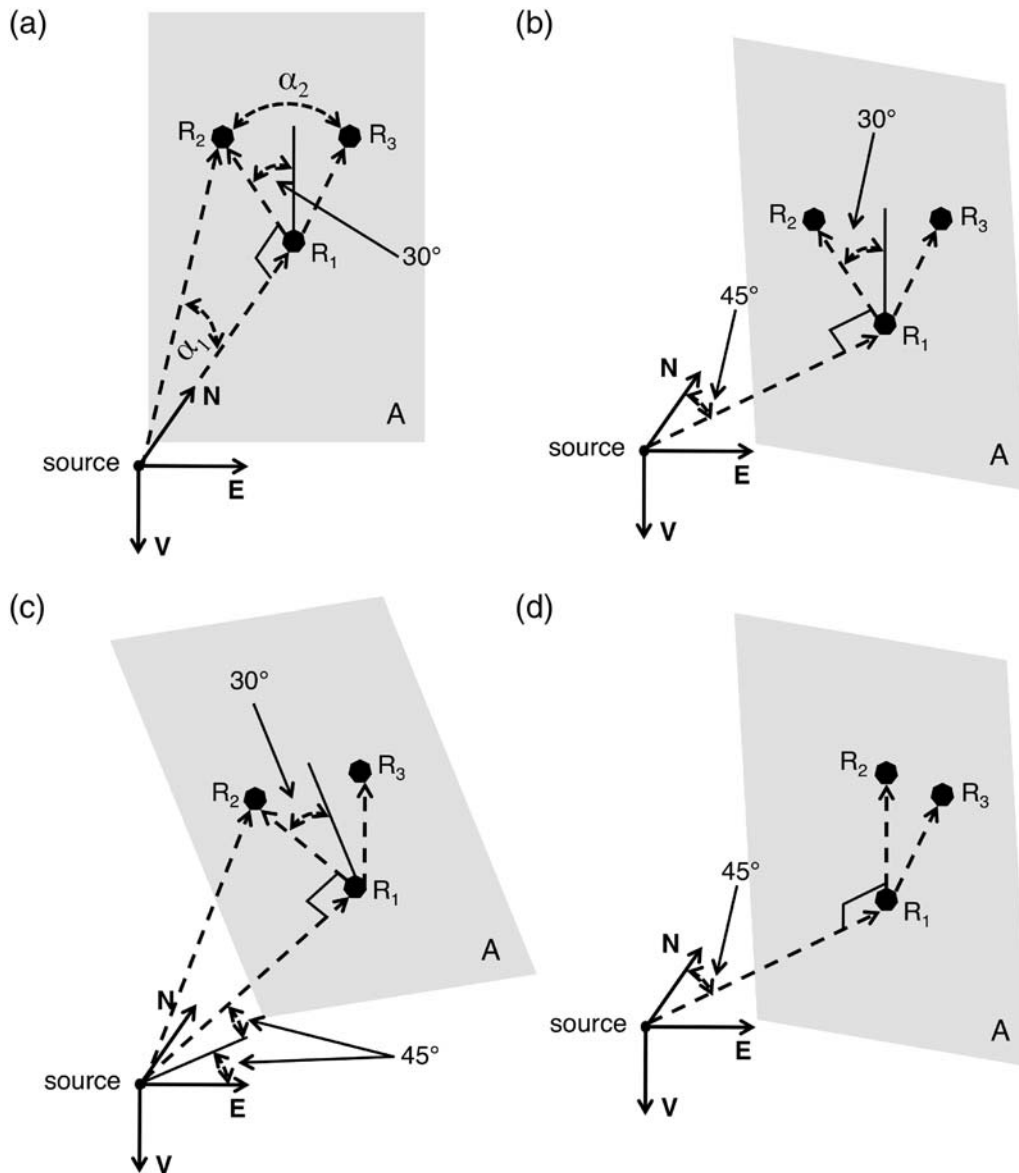 (a)
α₂
R₂
R₃
R₁
30°
α₁
N
A
source
E
V
(b)
30°
R₂
R₃
45°
R₁
N
source
E
A
V
(c)
30°
R₃
R₂
R₁
A
N
45°
source
E
V
(d)
R₂
R₃
45°
R₁
N
source
E
A
V